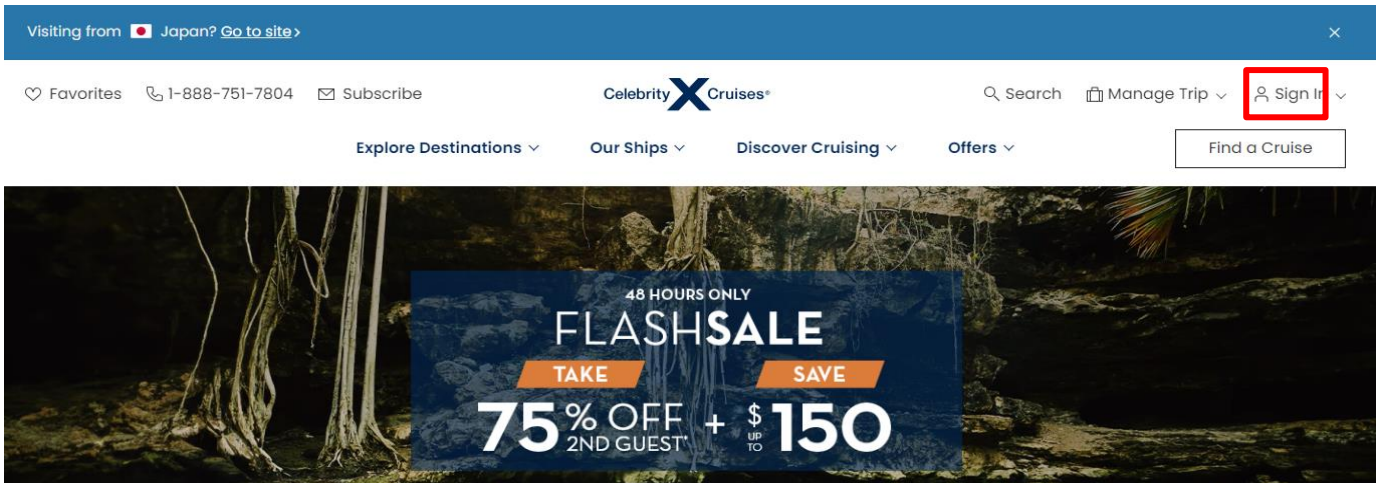 Visiting from Japan? Go to site >
Favorites 1-888-751-7804 Subscribe Celebrity X Cruises® Search Manage Trip Sign In
Explore Destinations Our Ships Discover Cruising Offers Find a Cruise
48 HOURS ONLY
FLASHSALE
TAKE SAVE
75% OFF 2ND GUEST* + UP TO $150